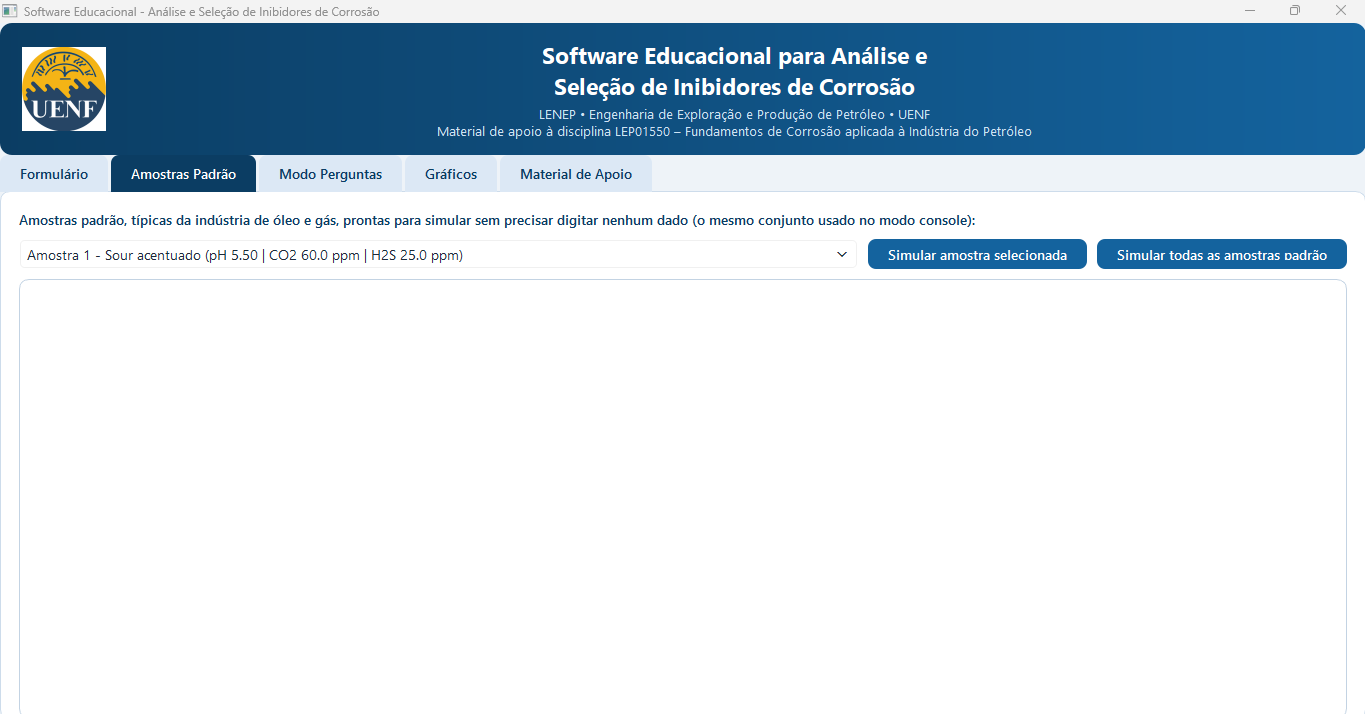 Software Educacional - Análise e Seleção de Inibidores de Corrosão
UENF
Software Educacional para Análise e
Seleção de Inibidores de Corrosão
LENEP • Engenharia de Exploração e Produção de Petróleo • UENF
Material de apoio à disciplina LEP01550 – Fundamentos de Corrosão aplicada à Indústria do Petróleo
Formulário
Amostras Padrão
Modo Perguntas
Gráficos
Material de Apoio
Amostras padrão, típicas da indústria de óleo e gás, prontas para simular sem precisar digitar nenhum dado (o mesmo conjunto usado no modo console):
Amostra 1 - Sour acentuado (pH 5.50 | CO2 60.0 ppm | H2S 25.0 ppm)
Simular amostra selecionada
Simular todas as amostras padrão